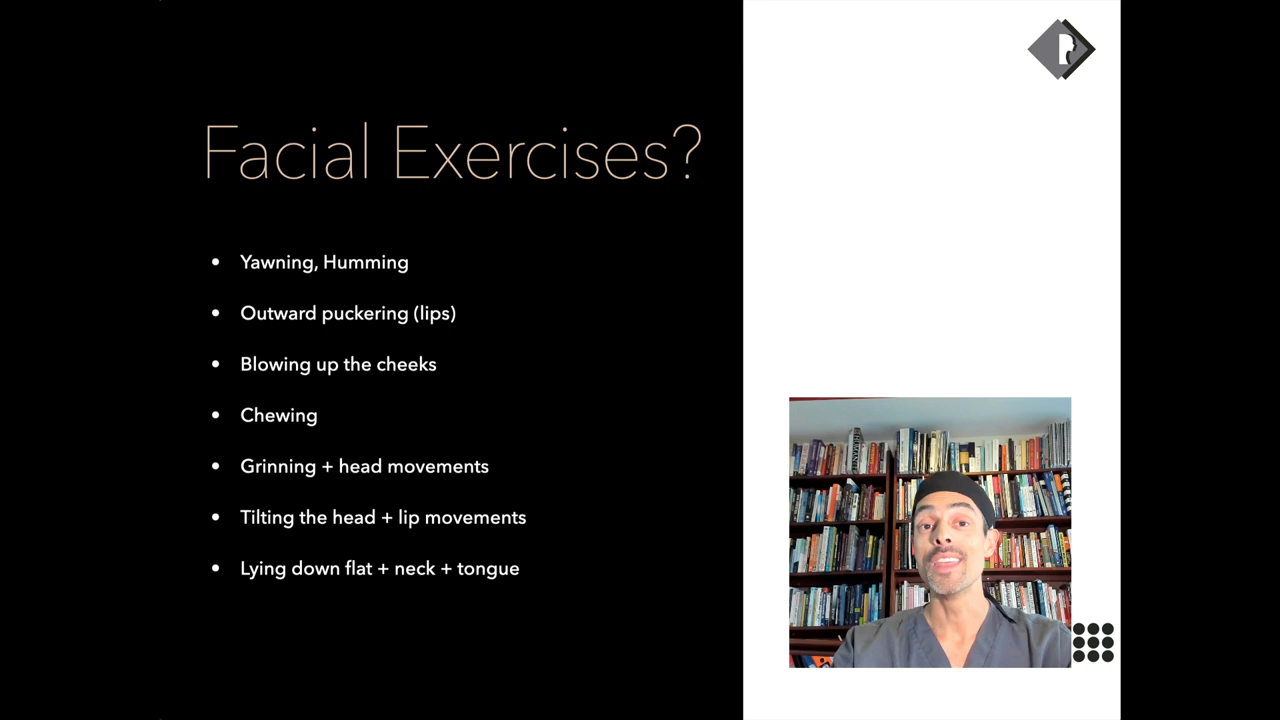 Facial Exercises?
• Yawning, Humming
• Outward puckering (lips)
• Blowing up the cheeks
• Chewing
• Grinning + head movements
• Tilting the head + lip movements
• Lying down flat + neck + tongue